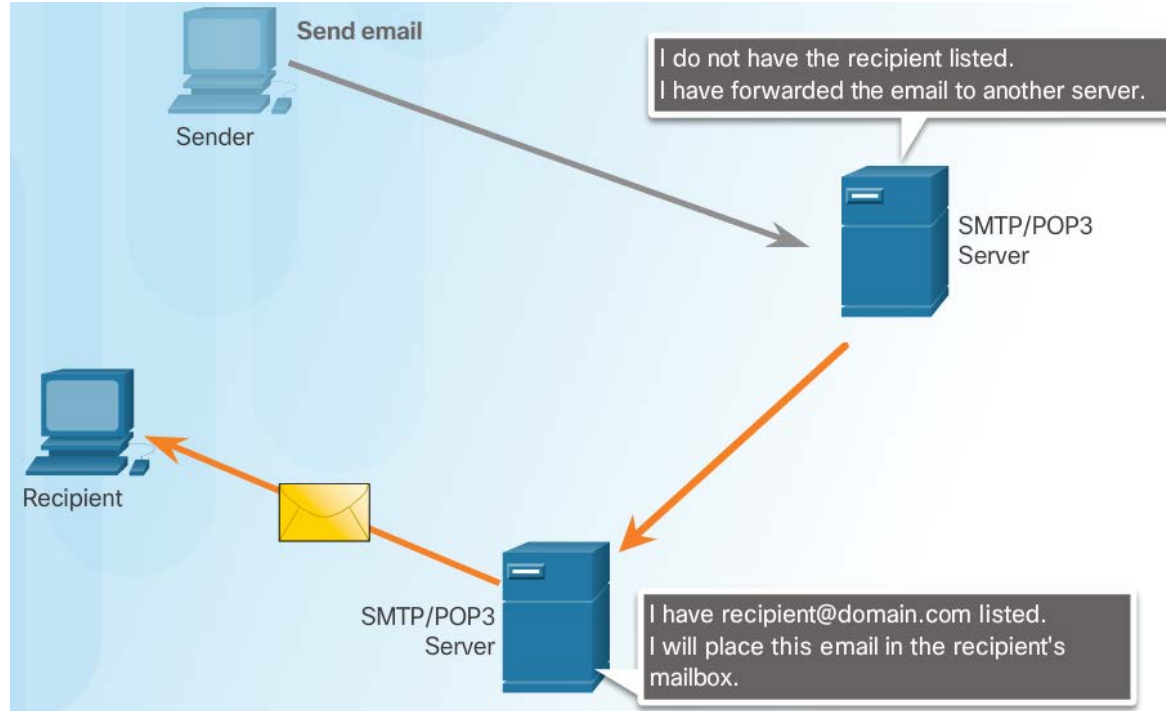 Send email
Sender
I do not have the recipient listed.
I have forwarded the email to another server.
SMTP/POP3
Server
Recipient
SMTP/POP3
Server
I have recipient@domain.com listed.
I will place this email in the recipient's
mailbox.